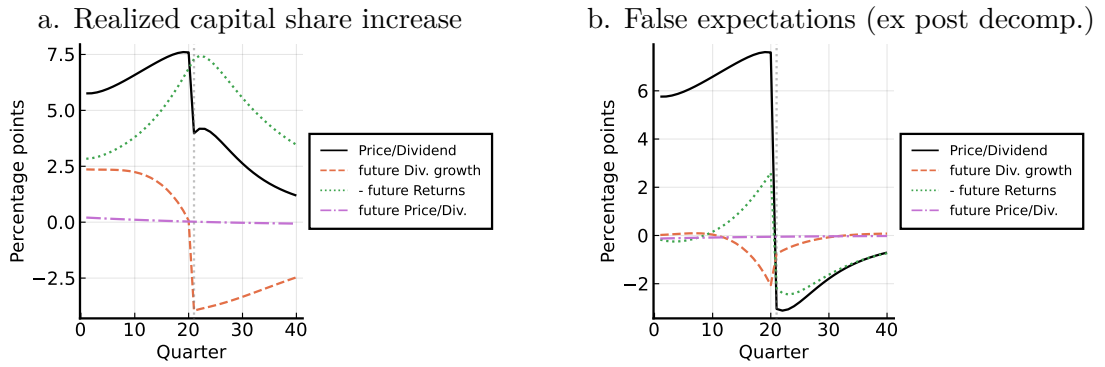 a. Realized capital share increase
7.5
5.0
2.5
0.0
−2.5
Percentage points
0 10 20 30 40
Quarter
Price/Dividend
future Div. growth
- future Returns
future Price/Div.
b. False expectations (ex post decomp.)
6
4
2
0
−2
Percentage points
0 10 20 30 40
Quarter
Price/Dividend
future Div. growth
- future Returns
future Price/Div.